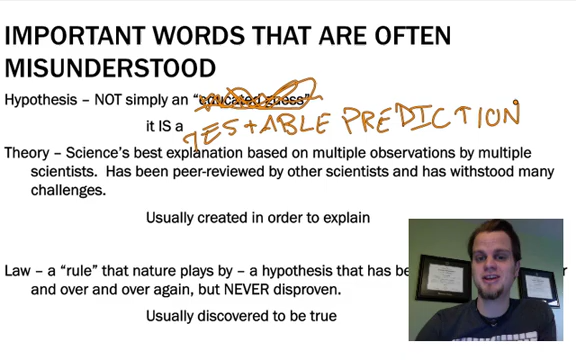 IMPORTANT WORDS THAT ARE OFTEN
MISUNDERSTOOD
Hypothesis – NOT simply an “educated guess”
it IS a TESTABLE PREDICTION
Theory – Science’s best explanation based on multiple observations by multiple
scientists. Has been peer-reviewed by other scientists and has withstood many
challenges.
Usually created in order to explain
Law – a “rule” that nature plays by – a hypothesis that has be r
and over and over again, but NEVER disproven.
Usually discovered to be true